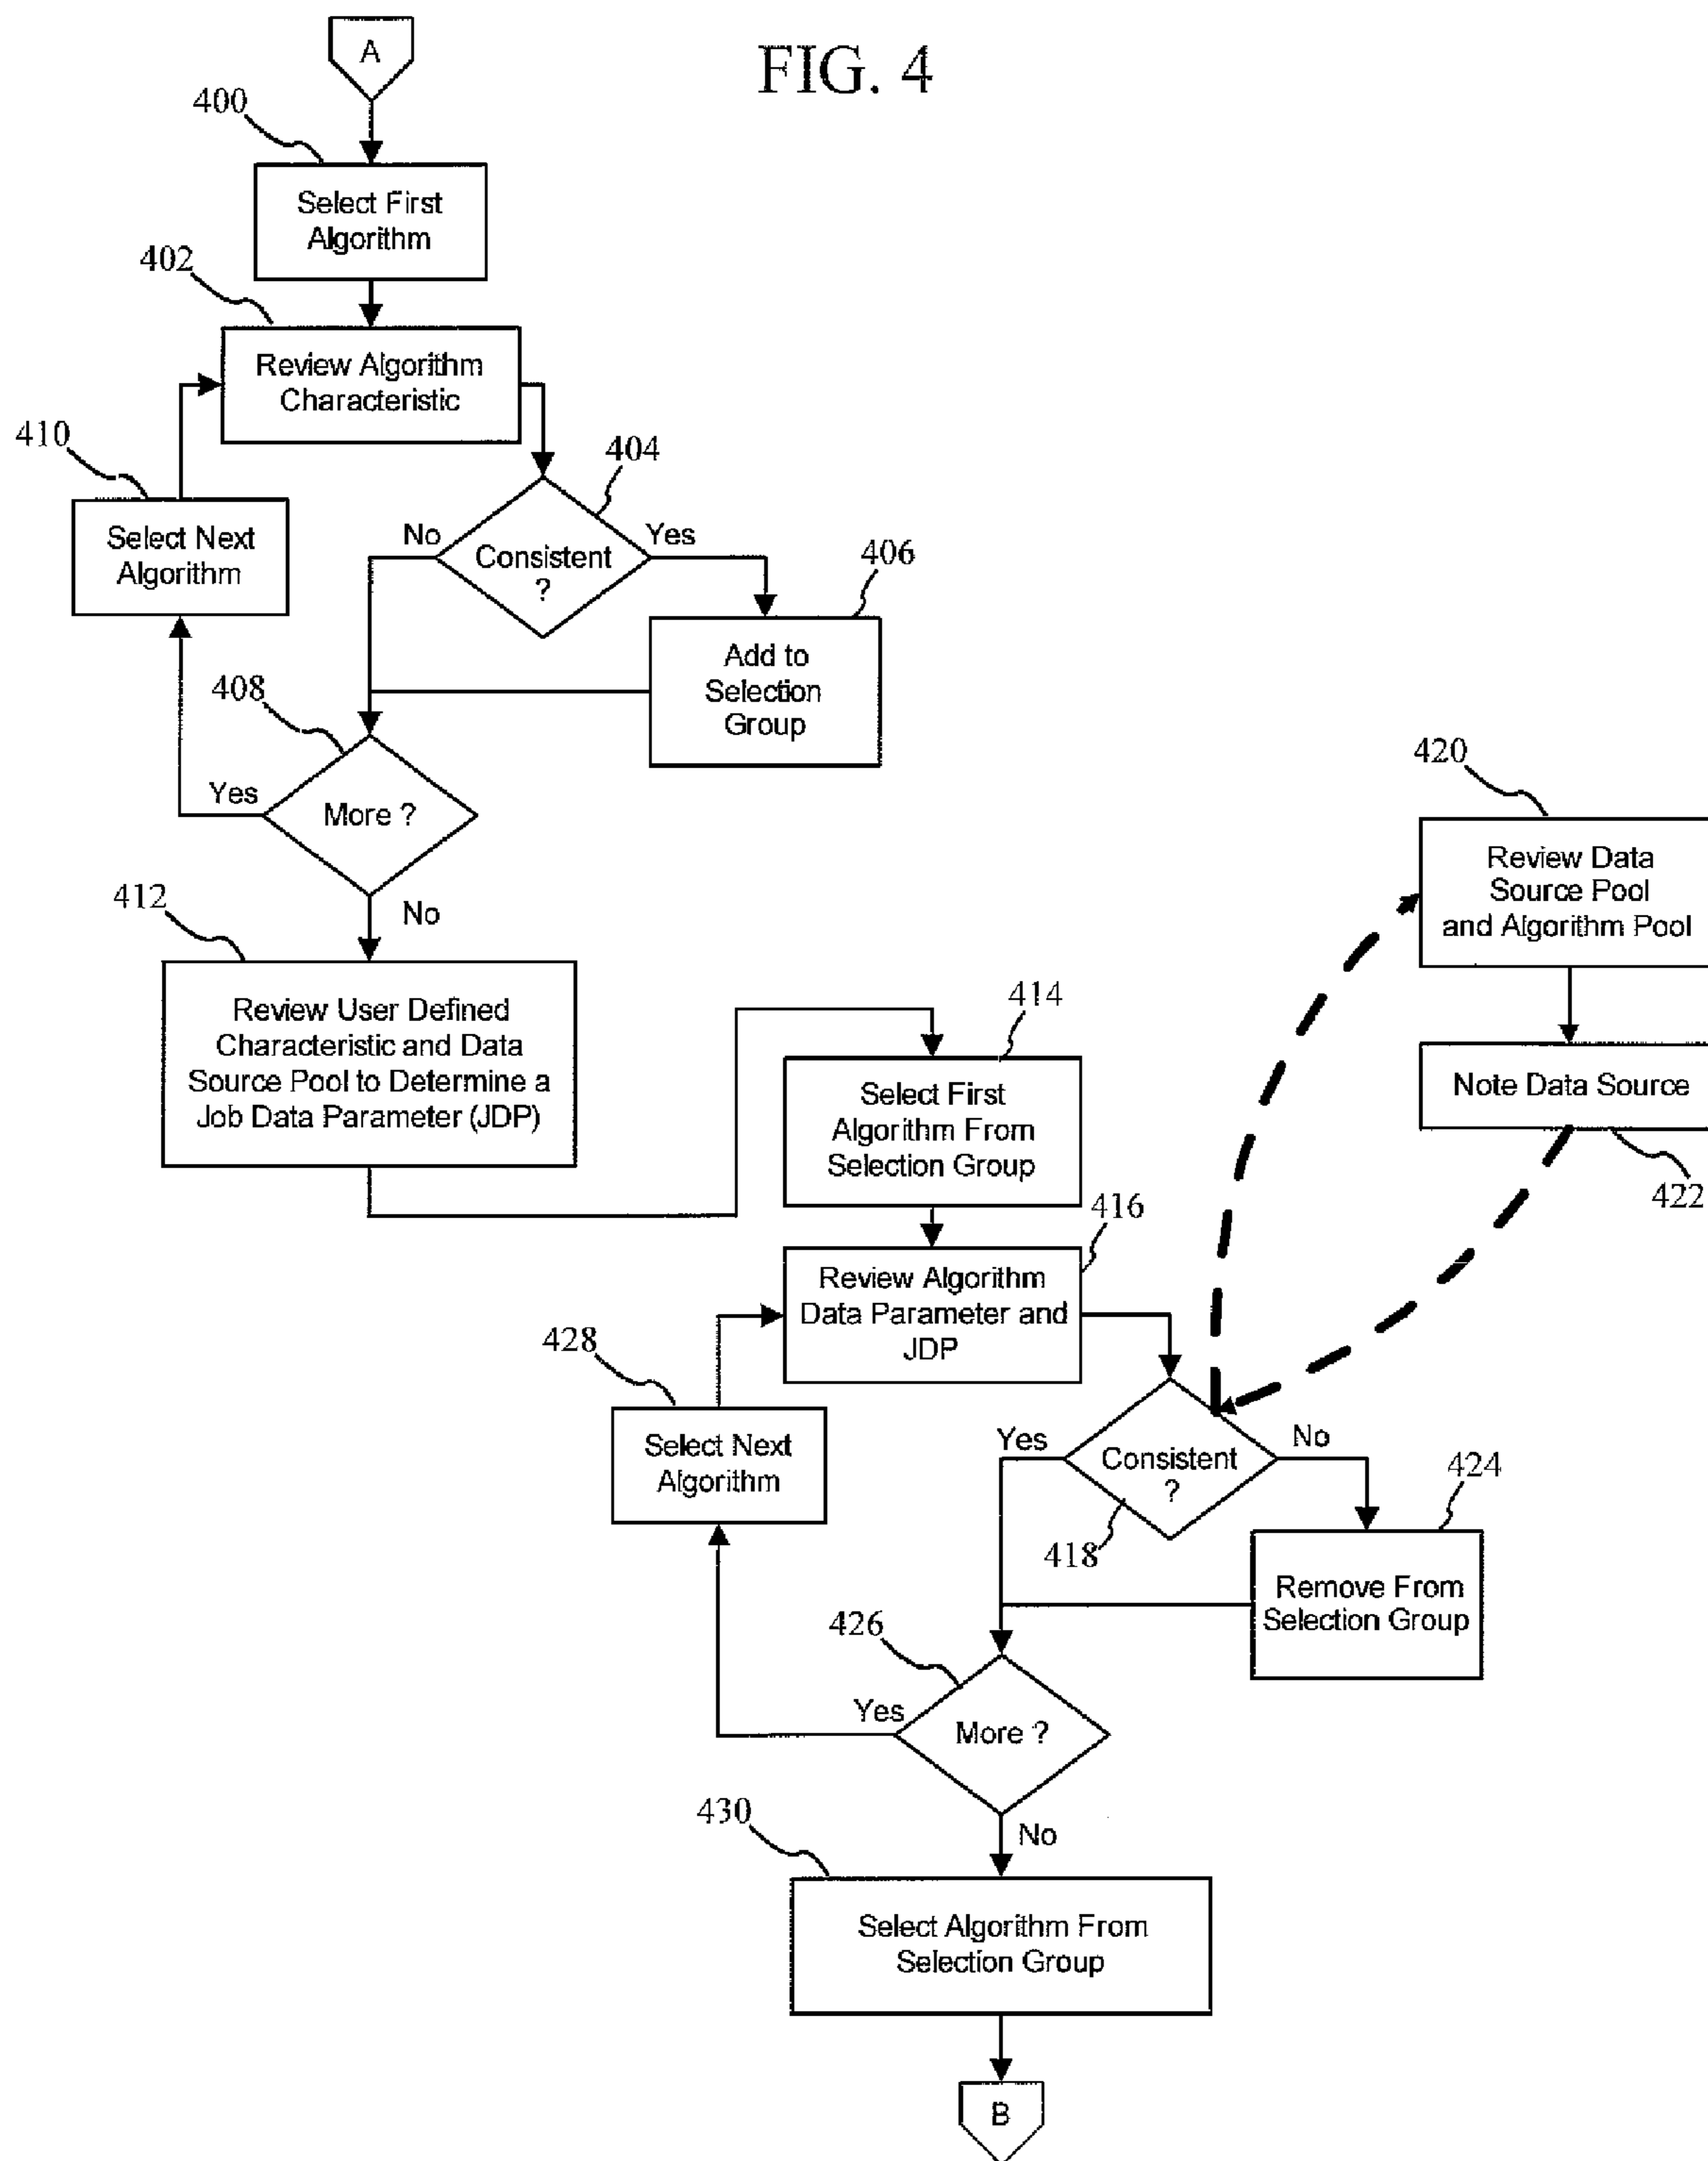 FIG. 4
A
400
Select First
Algorithm
402
Review Algorithm
Characteristic
410
Select Next
Algorithm
404
No
Yes
Consistent
?
406
Add to
Selection
Group
408
Yes
More ?
No
412
Review User Defined
Characteristic and Data
Source Pool to Determine a
Job Data Parameter (JDP)
414
Select First
Algorithm From
Selection Group
416
Review Algorithm
Data Parameter and
JDP
420
Review Data
Source Pool
and Algorithm Pool
Note Data Source
422
428
Select Next
Algorithm
Yes
No
Consistent
?
418
424
Remove From
Selection Group
426
Yes
More ?
No
430
Select Algorithm From
Selection Group
B